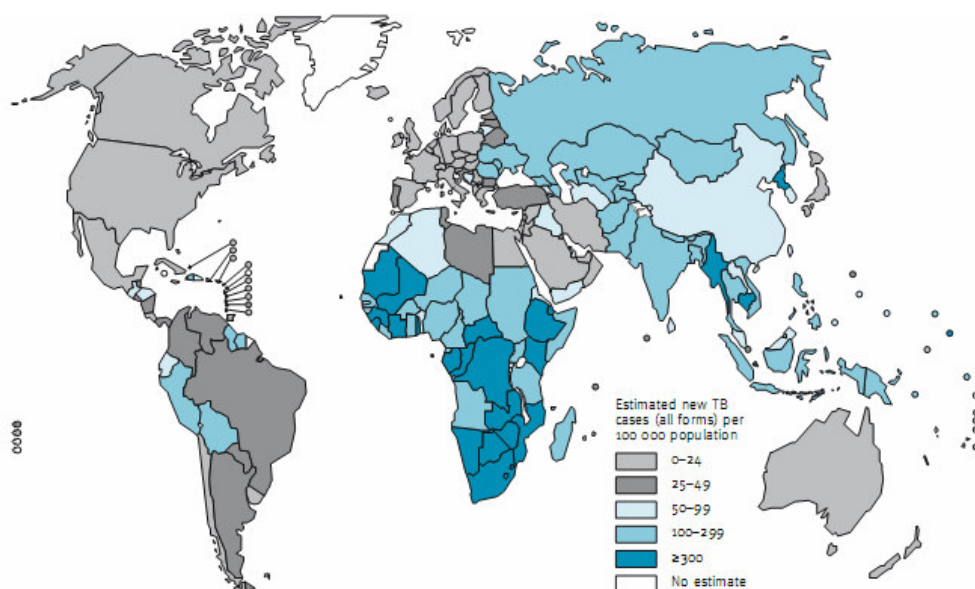 Estimated new TB
cases (all forms) per
100 000 population
0–24
25–49
50–99
100–299
≥300
No estimate